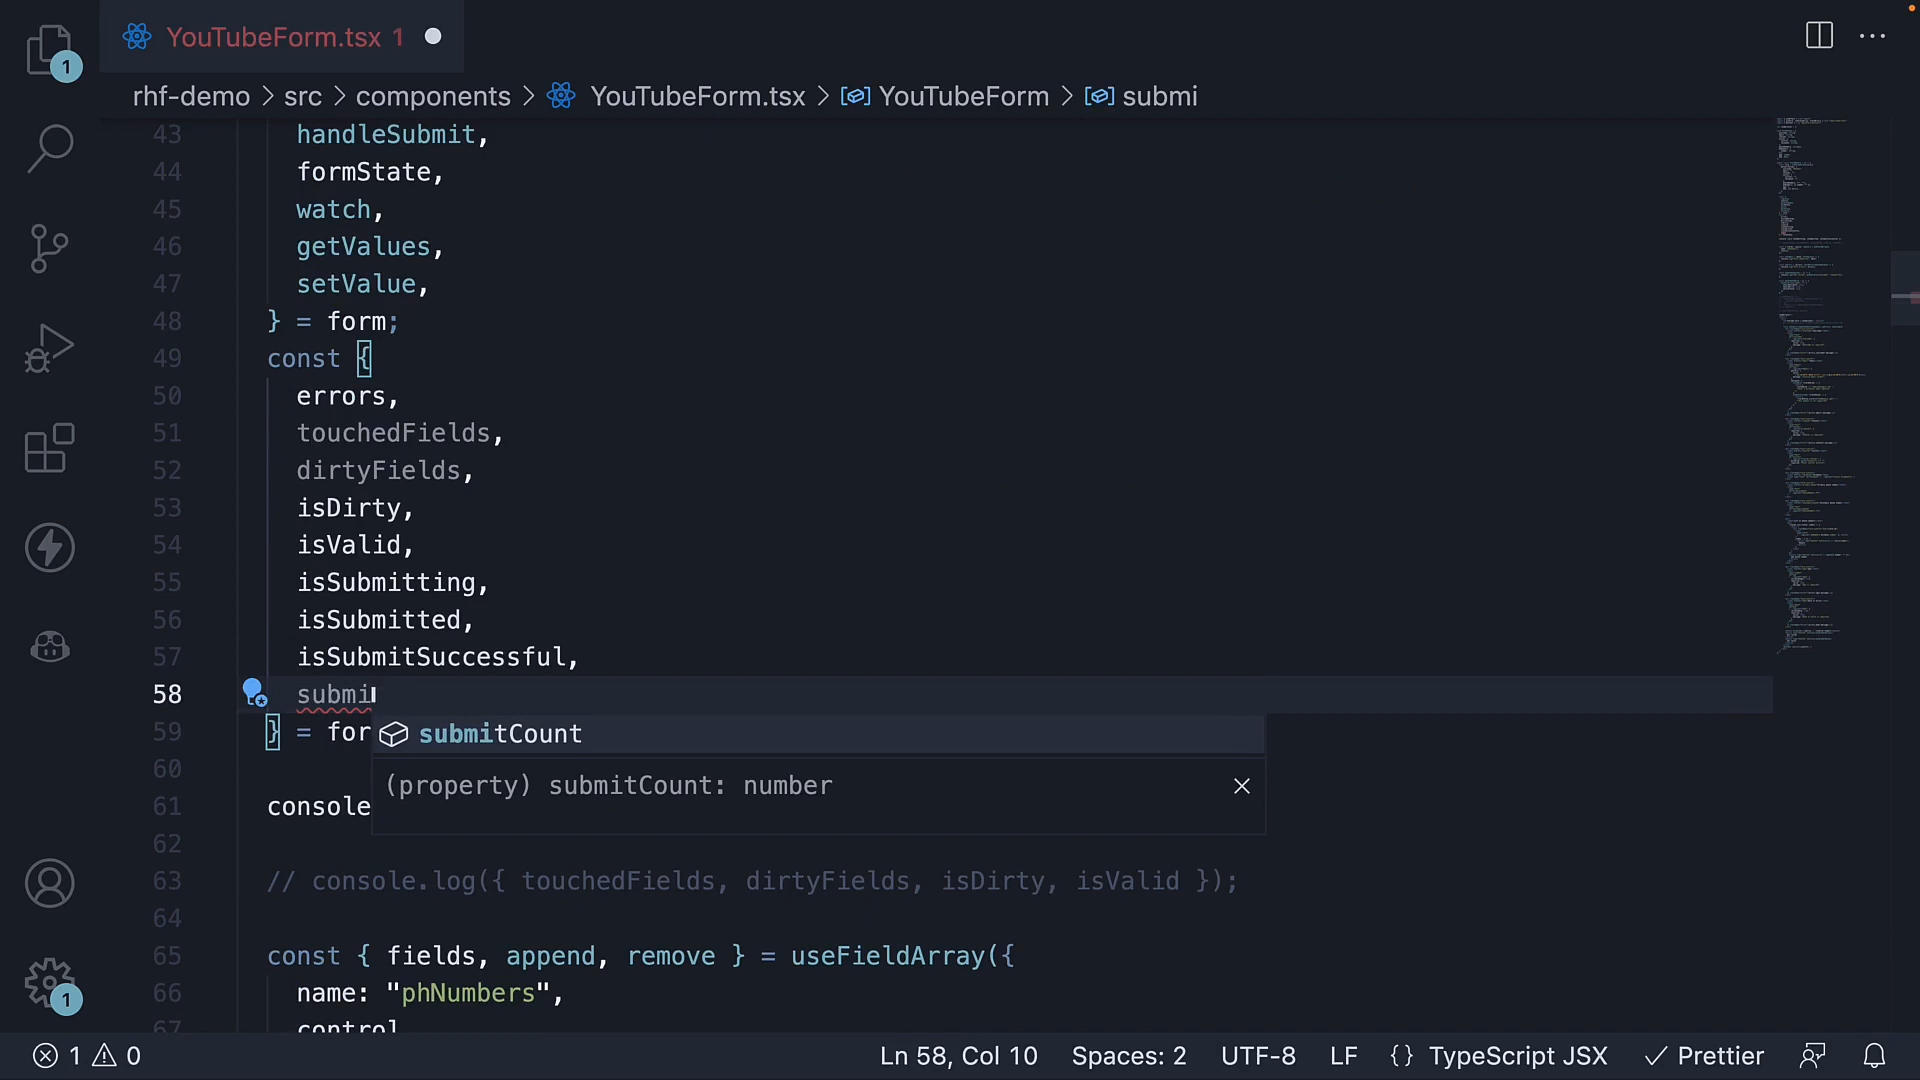 YouTubeForm.tsx 1
1
rhf-demo > src > components > YouTubeForm.tsx > YouTubeForm > submi
43 handleSubmit,
44 formState,
45 watch,
46 getValues,
47 setValue,
48 } = form;
49 const {
50 errors,
51 touchedFields,
52 dirtyFields,
53 isDirty,
54 isValid,
55 isSubmitting,
56 isSubmitted,
57 isSubmitSuccessful,
58 submi
submitCount
59 } = for
(property) submitCount: number
60
61 console
62
63 // console.log({ touchedFields, dirtyFields, isDirty, isValid });
64
65 const { fields, append, remove } = useFieldArray({
66 name: "phNumbers",
67 control
1
1 0 Ln 58, Col 10 Spaces: 2 UTF-8 LF {} TypeScript JSX Prettier